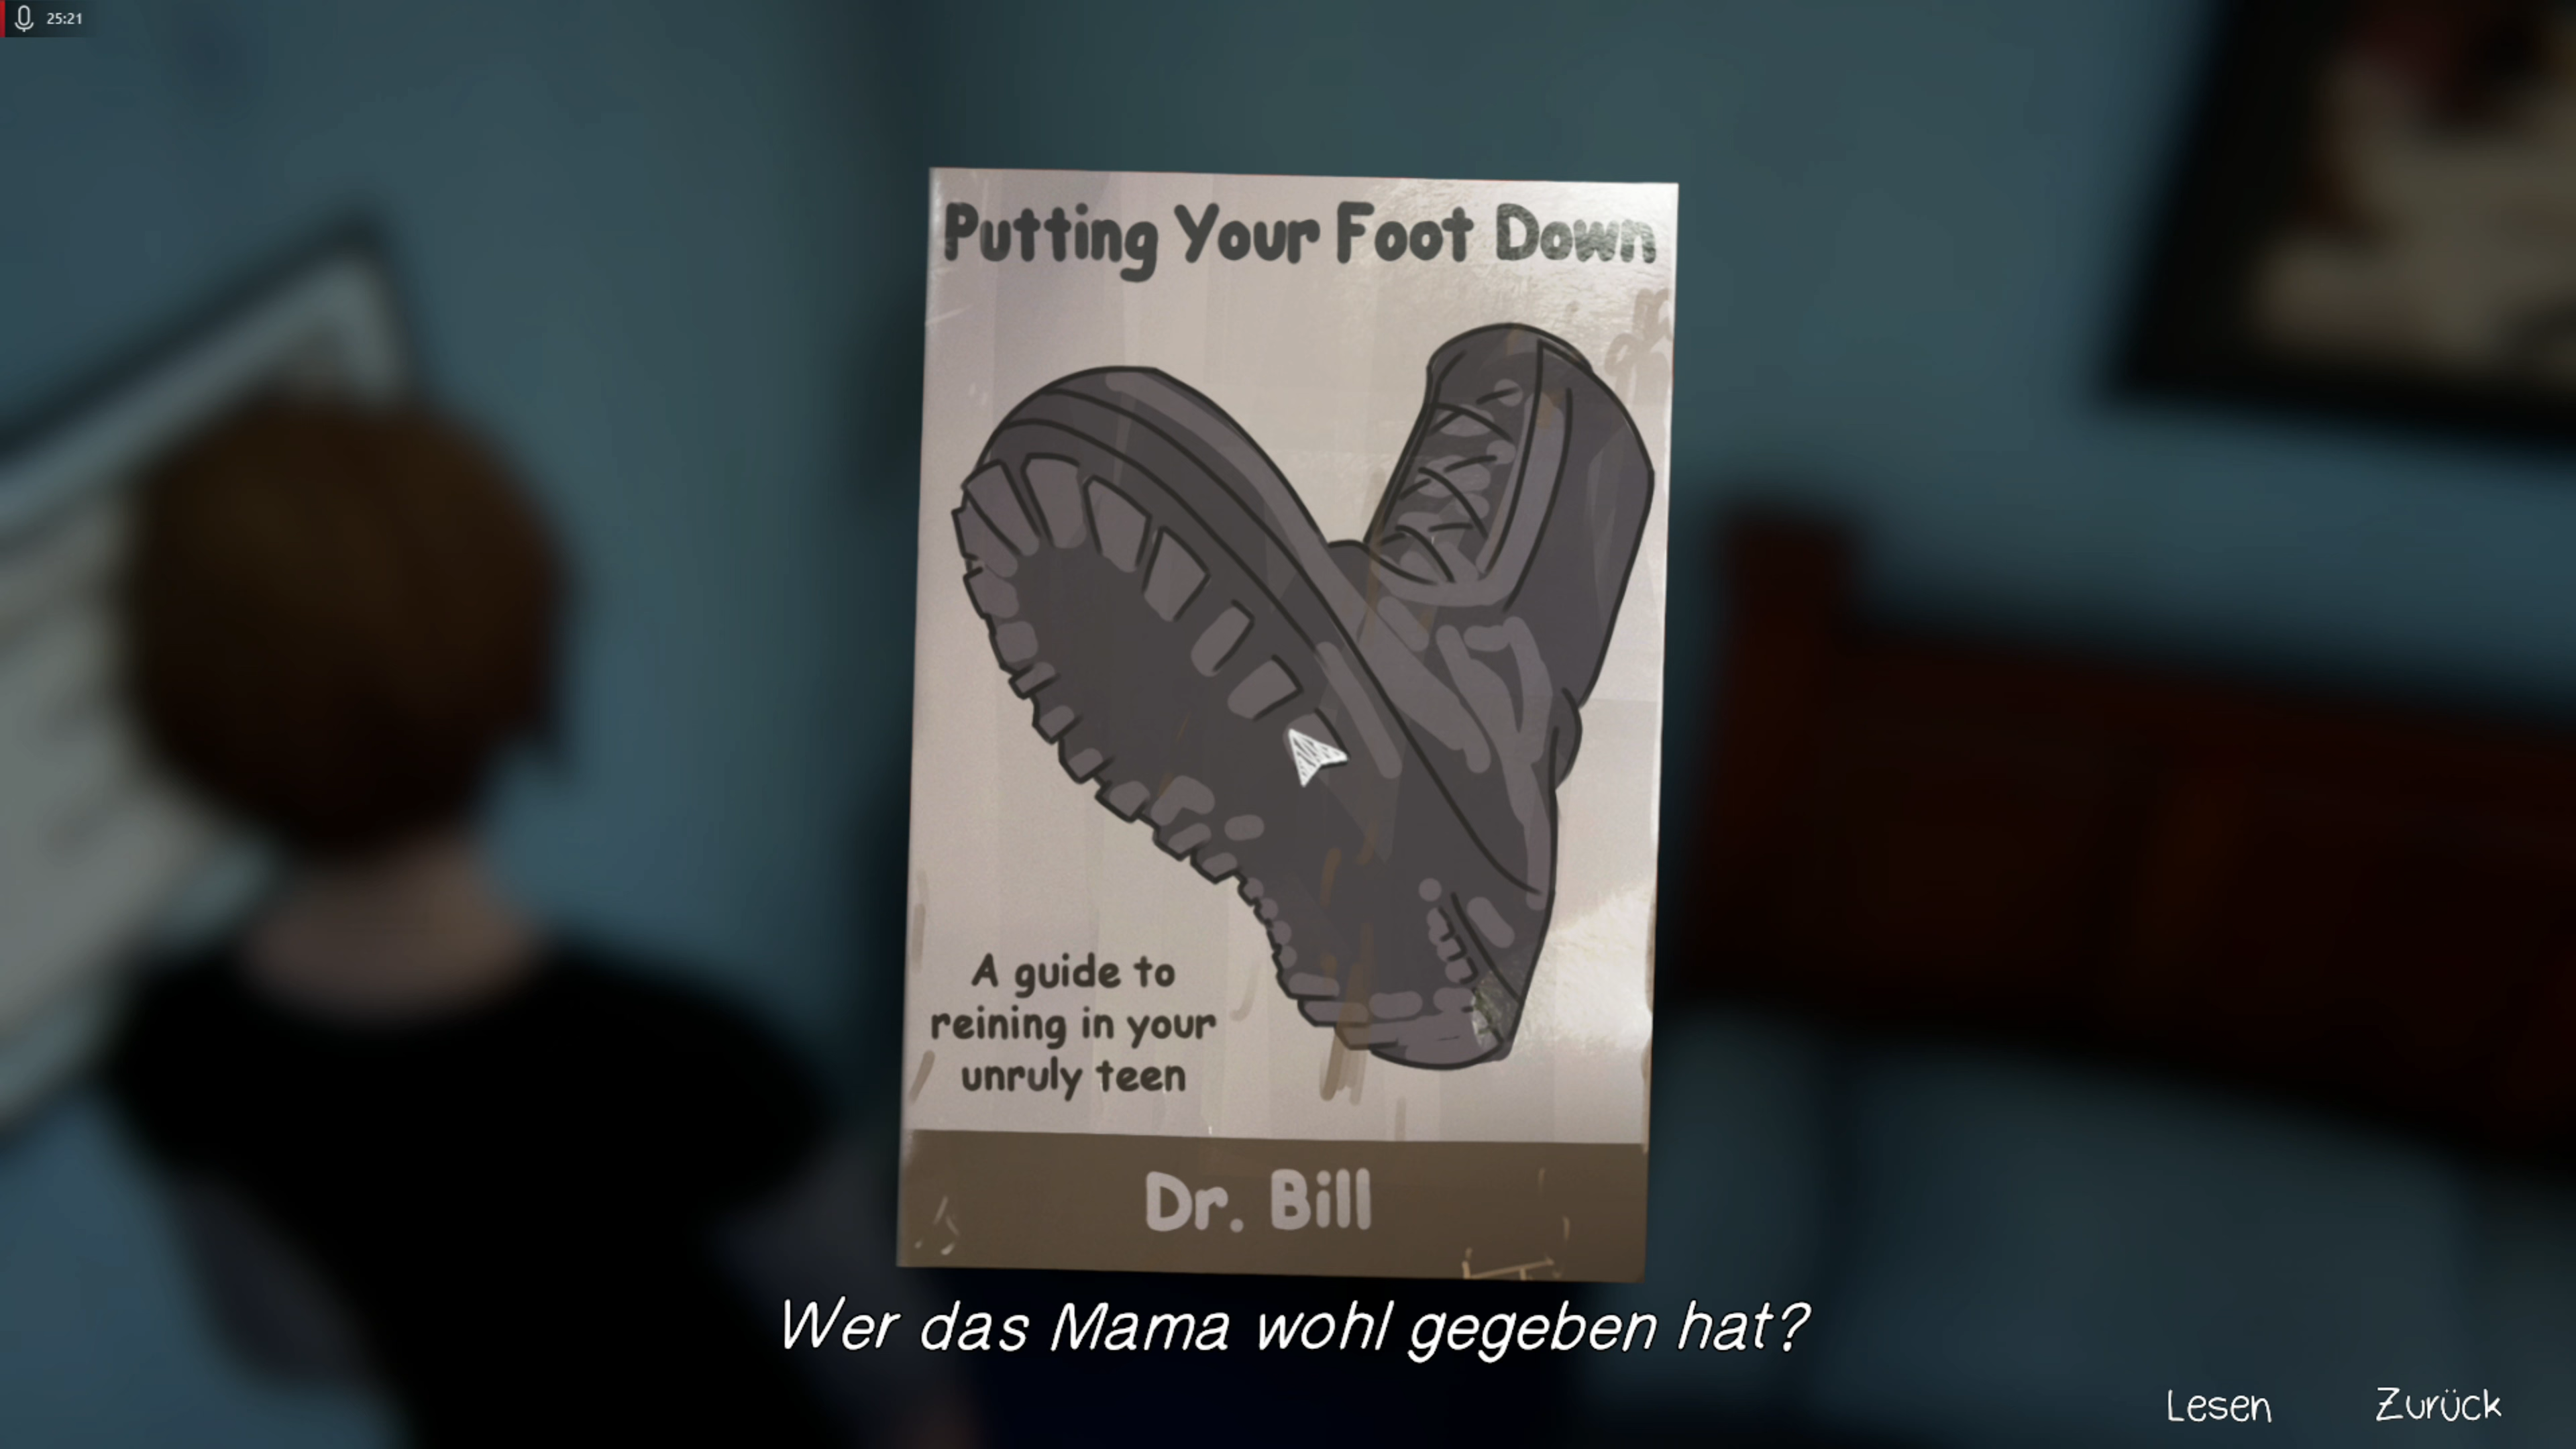 25:21
Putting Your Foot Down
A guide to
reining in your
unruly teen
Dr. Bill
Wer das Mama wohl gegeben hat?
Lesen Zurück